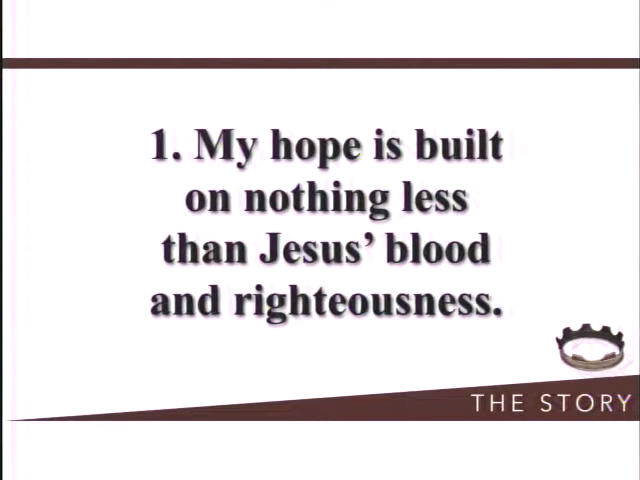 1. My hope is built
on nothing less
than Jesus’ blood
and righteousness.
THE STORY